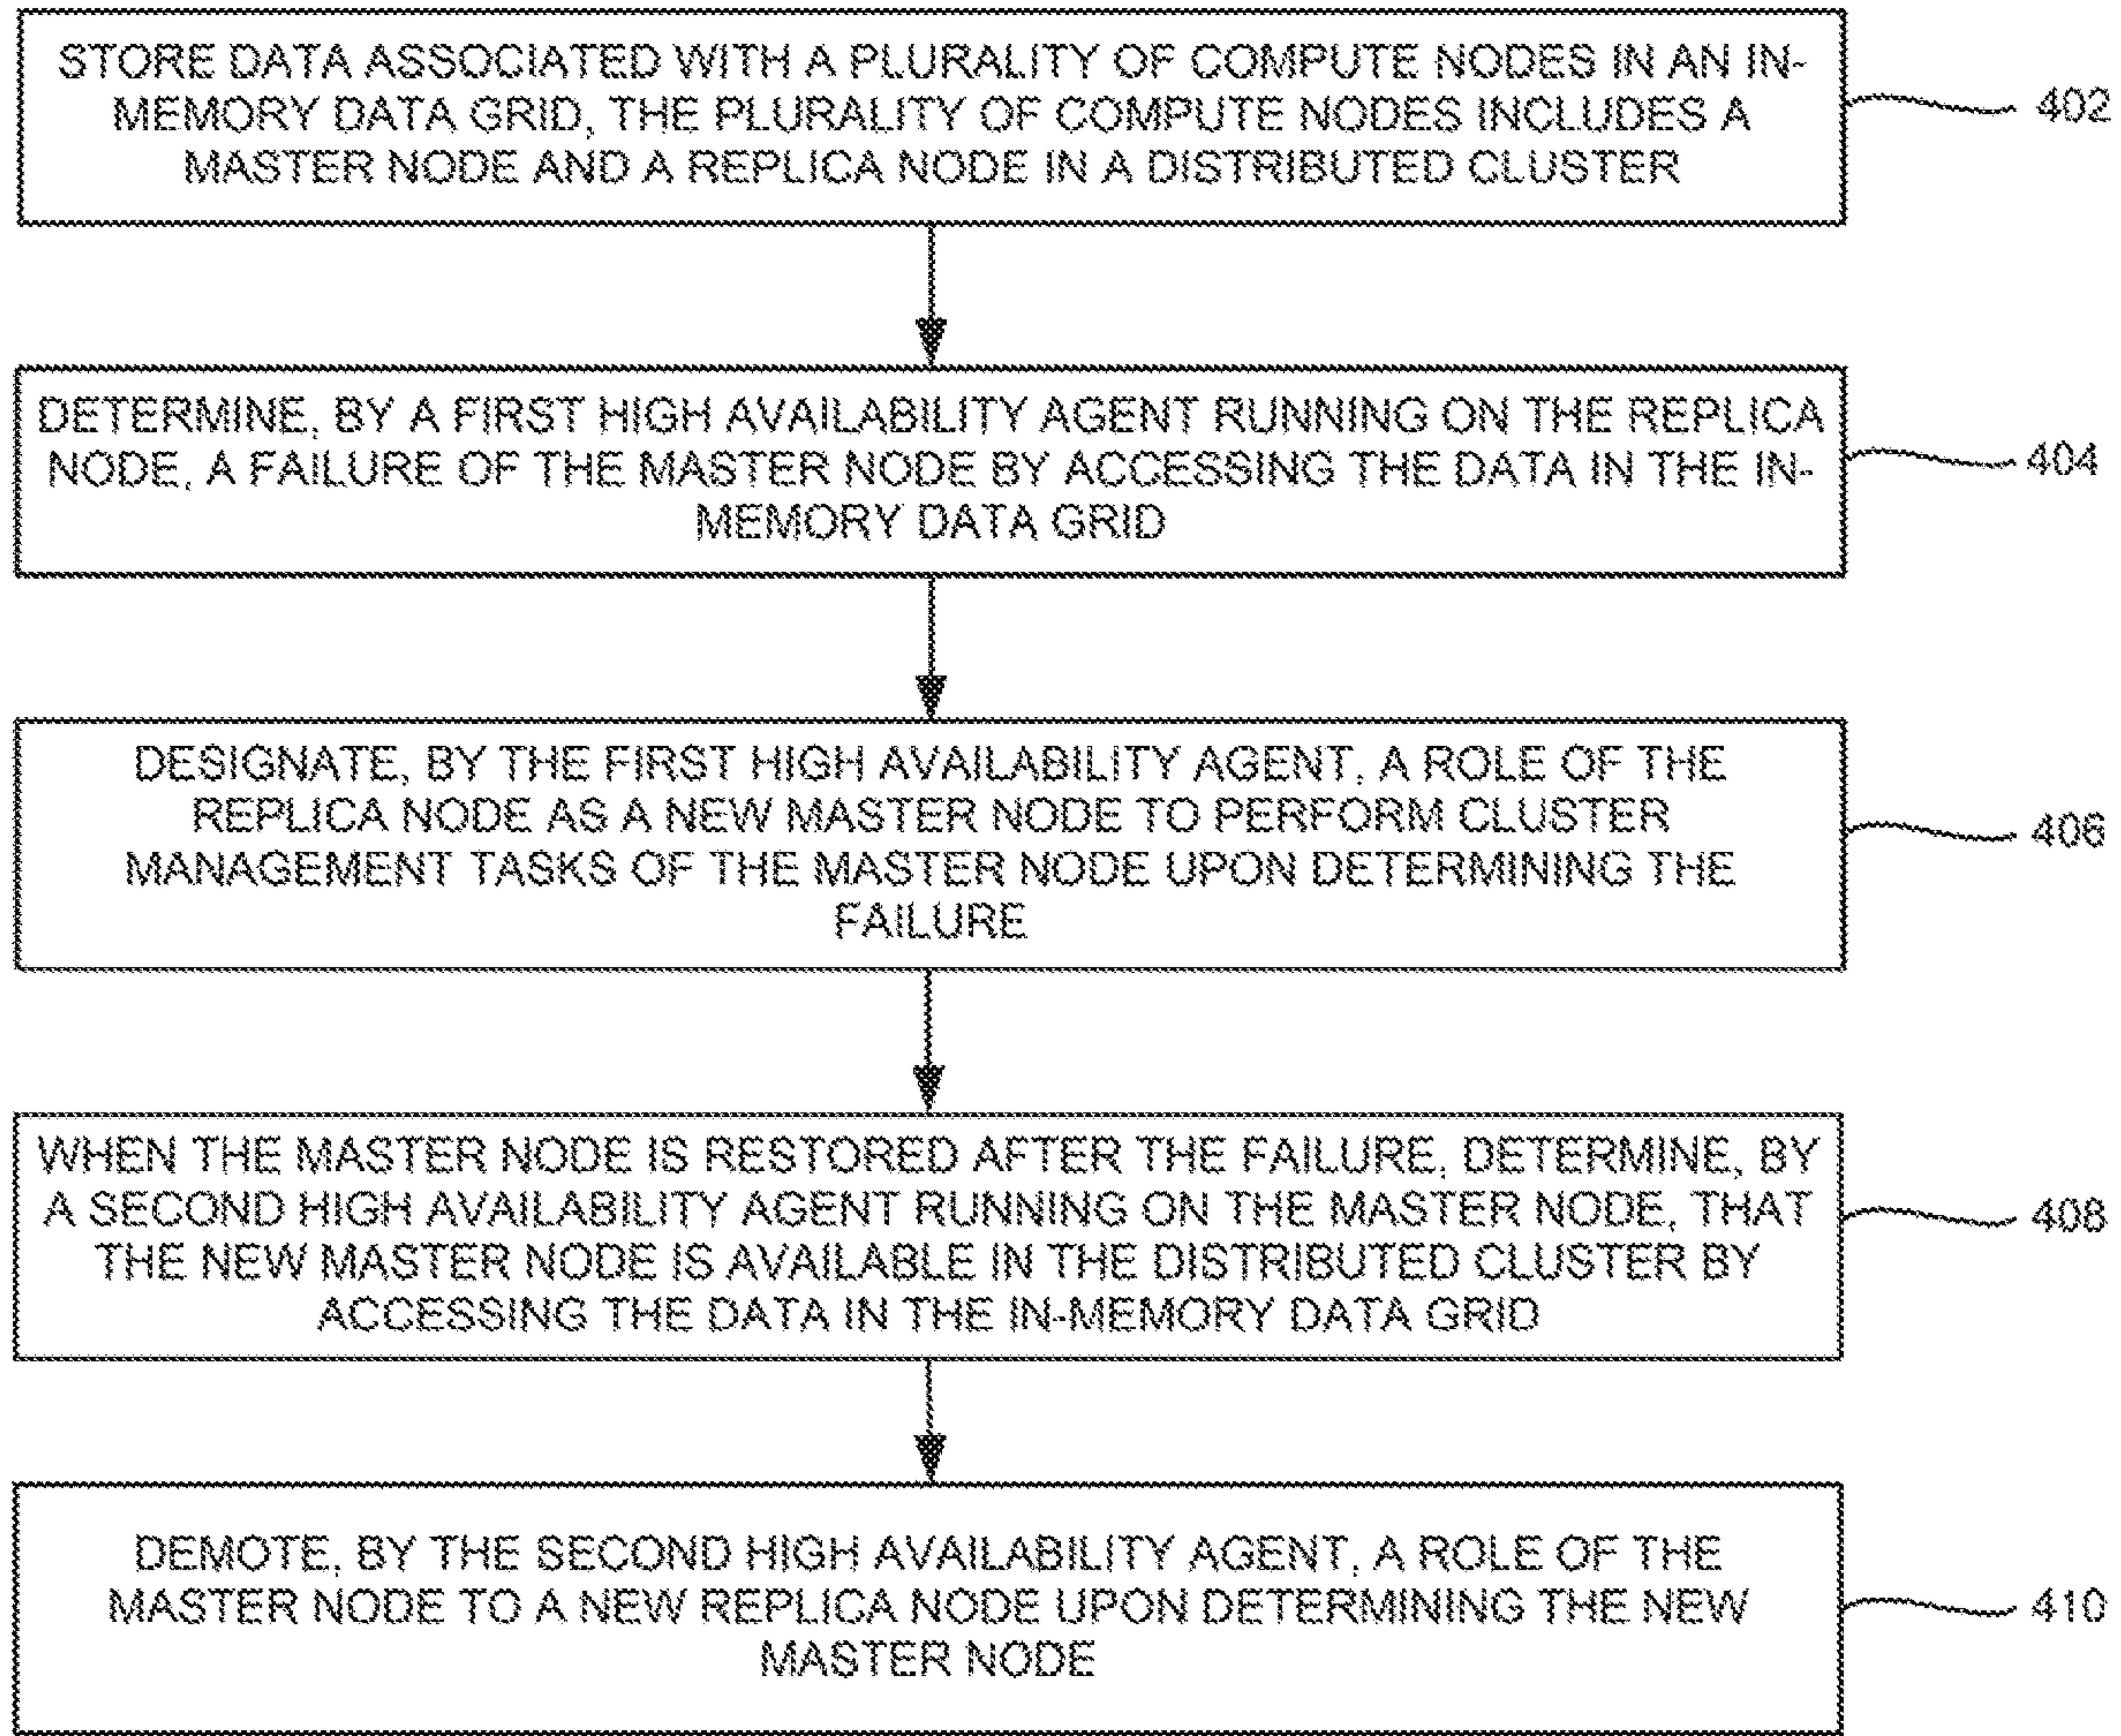 STORE DATA ASSOCIATED WITH A PLURALITY OF COMPUTE NODES IN AN IN-
MEMORY DATA GRID, THE PLURALITY OF COMPUTE NODES INCLUDES A
MASTER NODE AND A REPLICA NODE IN A DISTRIBUTED CLUSTER
402
DETERMINE, BY A FIRST HIGH AVAILABILITY AGENT RUNNING ON THE REPLICA
NODE, A FAILURE OF THE MASTER NODE BY ACCESSING THE DATA IN THE IN-
MEMORY DATA GRID
404
DESIGNATE, BY THE FIRST HIGH AVAILABILITY AGENT, A ROLE OF THE
REPLICA NODE AS A NEW MASTER NODE TO PERFORM CLUSTER
MANAGEMENT TASKS OF THE MASTER NODE UPON DETERMINING THE
FAILURE
406
WHEN THE MASTER NODE IS RESTORED AFTER THE FAILURE, DETERMINE, BY
A SECOND HIGH AVAILABILITY AGENT RUNNING ON THE MASTER NODE, THAT
THE NEW MASTER NODE IS AVAILABLE IN THE DISTRIBUTED CLUSTER BY
ACCESSING THE DATA IN THE IN-MEMORY DATA GRID
408
DEMOTE, BY THE SECOND HIGH AVAILABILITY AGENT, A ROLE OF THE
MASTER NODE TO A NEW REPLICA NODE UPON DETERMINING THE NEW
MASTER NODE
410